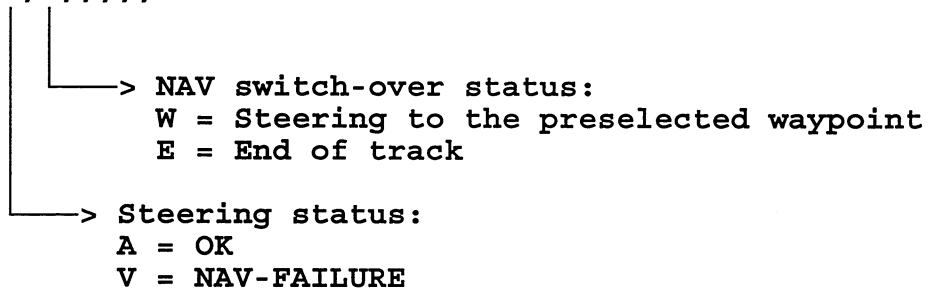 > NAV switch-over status:
W = Steering to the preselected waypoint
E = End of track
> Steering status:
A = OK
V = NAV-FAILURE